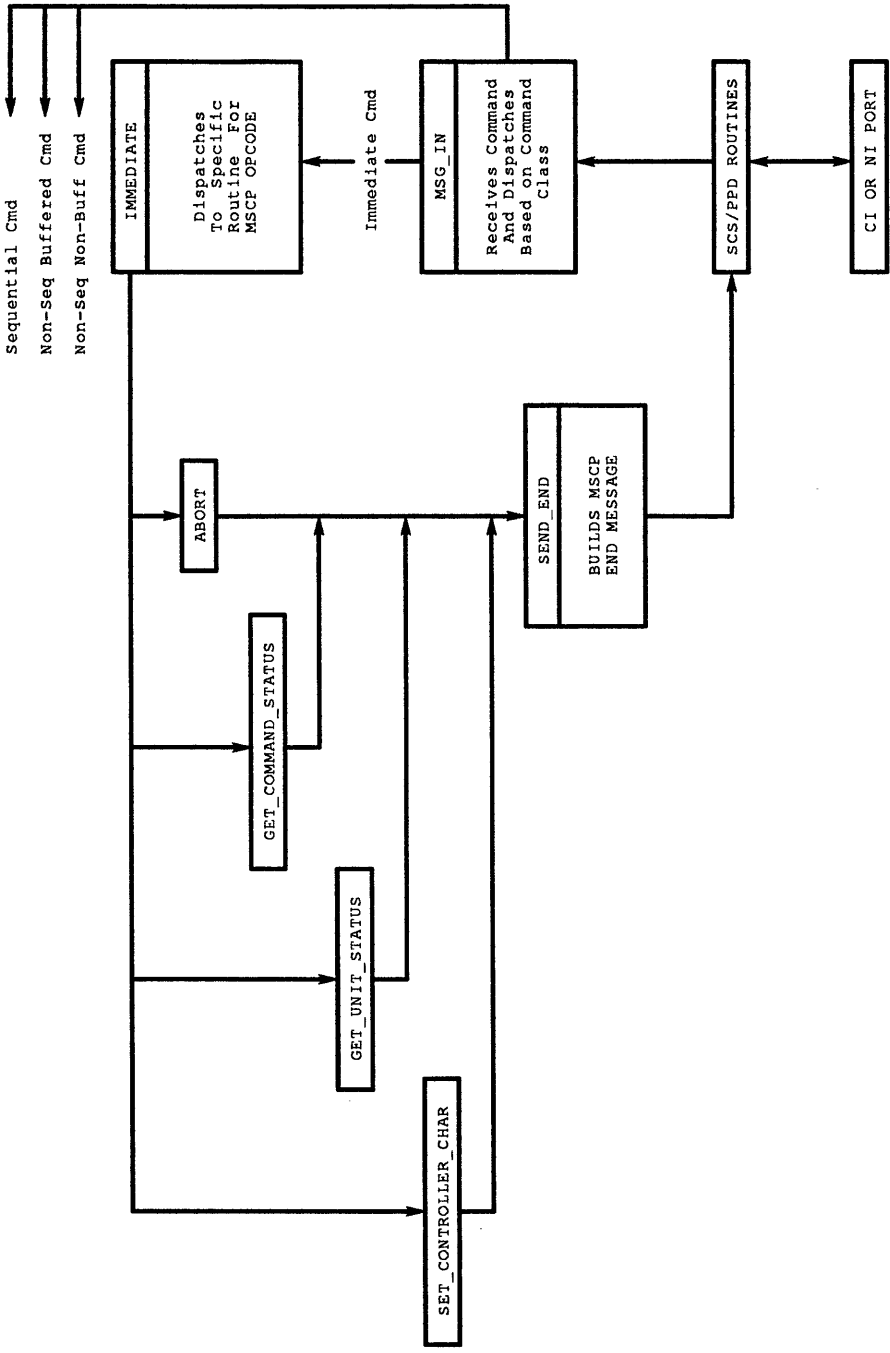 Sequential Cmd
Non-Seq Buffered Cmd
Non-Seq Non-Buff Cmd
IMMEDIATE
Dispatches
To Specific
Routine For
MSCP OPCODE
Immediate Cmd
MSG_IN
Receives Command
And Dispatches
Based on Command
Class
SCS/PPD ROUTINES
CI OR NI PORT
ABORT
GET_COMMAND_STATUS
GET_UNIT_STATUS
SET_CONTROLLER_CHAR
SEND_END
BUILDS MSCP
END MESSAGE